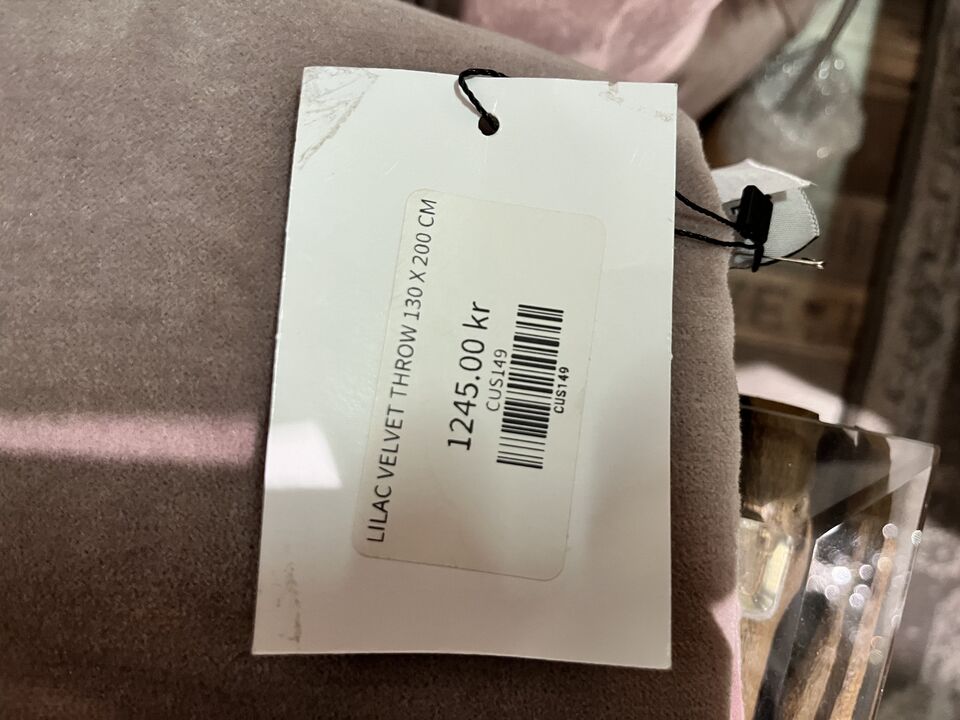 LILAC VELVET THROW 130 X 200 CM
1245.00 kr
CUS149
CUS149